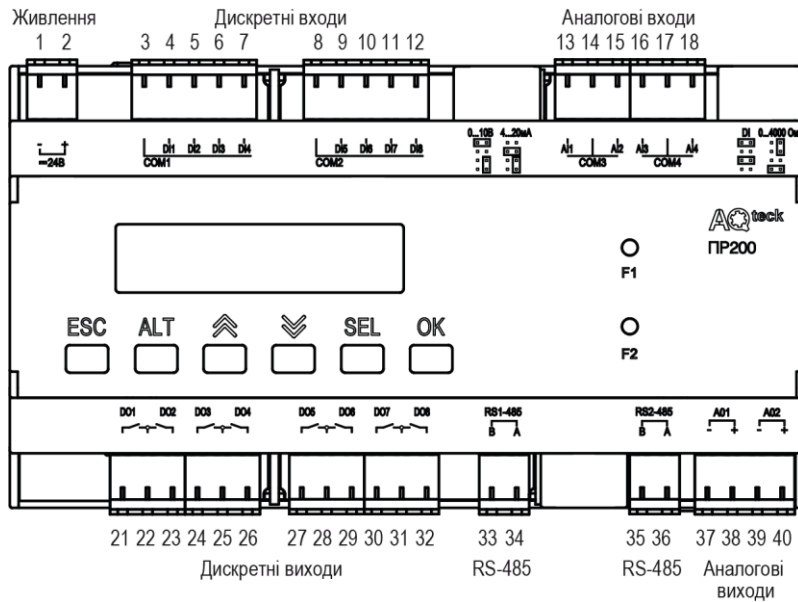 Живлення Дискретні входи Аналогові входи
1 2 3 4 5 6 7 8 9 10 11 12 13 14 15 16 17 18
0...10В 4...20мА DI 0...4000 Ом
- + DI1 DI2 DI3 DI4 DI5 DI6 DI7 DI8 AI1 AI2 AI3 AI4
=24В COM1 COM2 COM3 COM4
AQteck
ПР200
F1
ESC ALT SEL OK
F2
DO1 DO2 DO3 DO4 DO5 DO6 DO7 DO8 RS1-485 RS2-485 AO1 AO2
B A B A - + - +
21 22 23 24 25 26 27 28 29 30 31 32 33 34 35 36 37 38 39 40
Дискретні виходи RS-485 RS-485 Аналогові
виходи